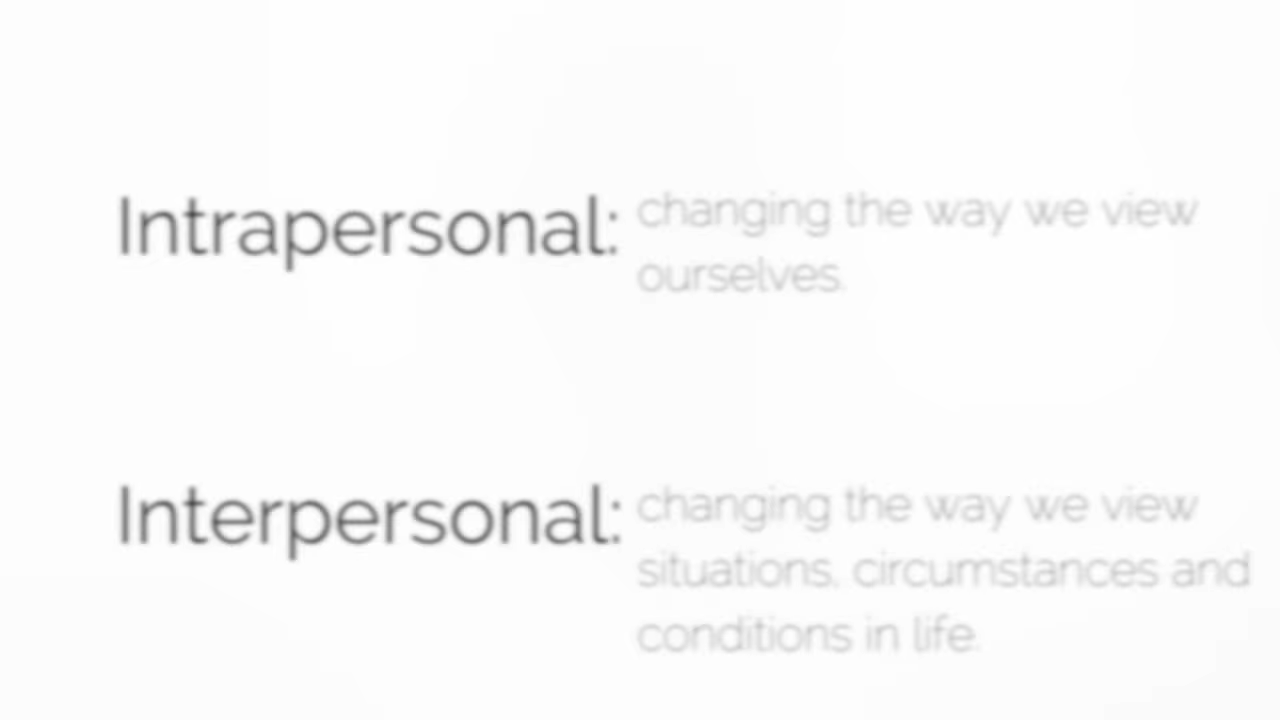 Intrapersonal: changing the way we view
ourselves.
Interpersonal: changing the way we view
situations, circumstances and
conditions in life.